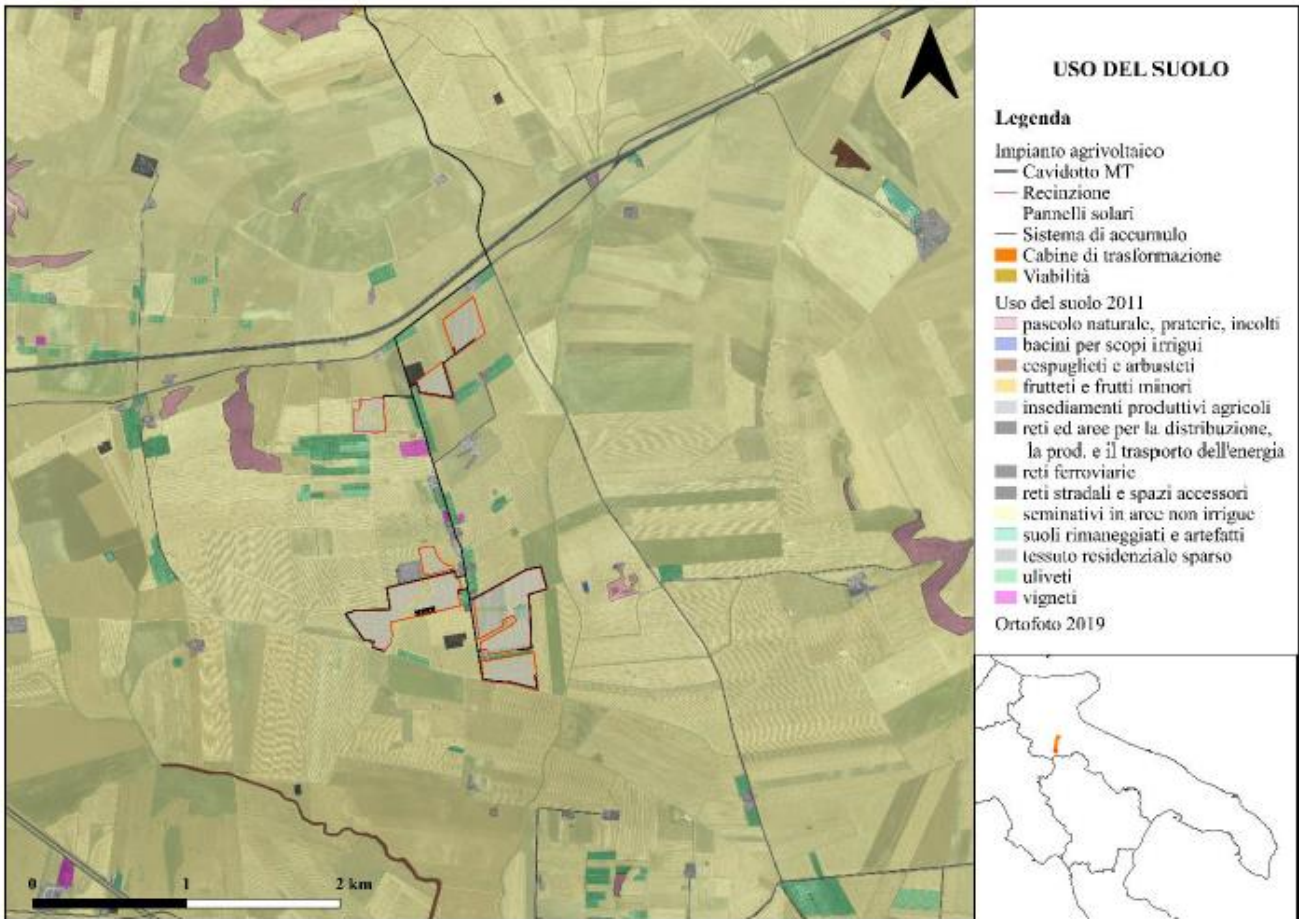 USO DEL SUOLO
Legenda
Impianto agrivoltaico
Cavidotto MT
Recinzione
Pannelli solari
Sistema di accumulo
Cabine di trasformazione
Viabilità
Uso del suolo 2011
pascolo naturale, praterie, incolti
bacini per scopi irrigui
cespuglieti e arbusteti
frutteti e frutti minori
insediamenti produttivi agricoli
reti ed aree per la distribuzione,
la prod. e il trasporto dell'energia
reti ferroviarie
reti stradali e spazi accessori
seminativi in aree non irrigue
suoli rimaneggiati e artefatti
tessuto residenziale sparso
uliveti
vigneti
Ortofoto 2019
0 1 2 km